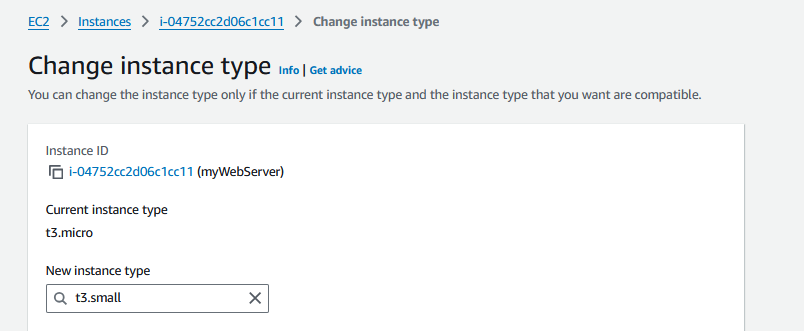 EC2 > Instances > i-04752cc2d06c1cc11 > Change instance type
Change instance type Info | Get advice
You can change the instance type only if the current instance type and the instance type that you want are compatible.
Instance ID
i-04752cc2d06c1cc11 (myWebServer)
Current instance type
t3.micro
New instance type
t3.small